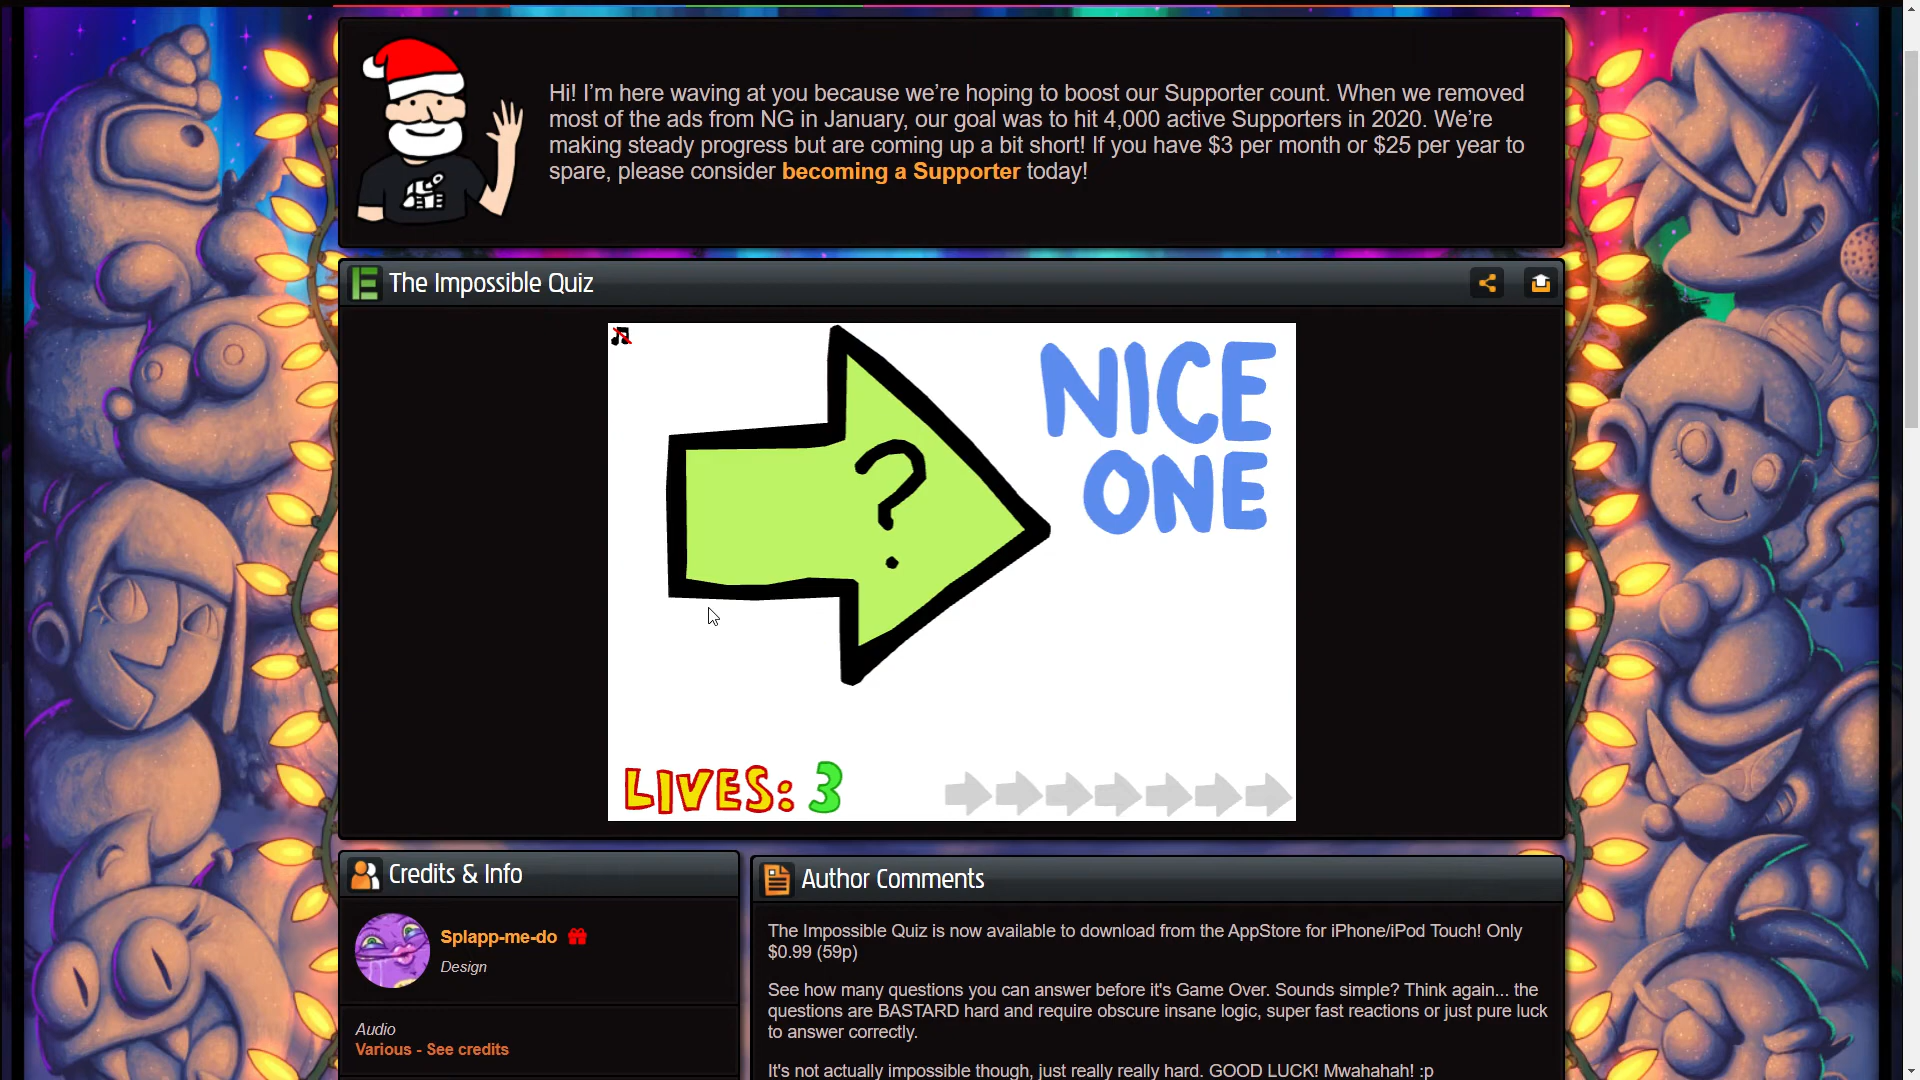 Hi! I'm here waving at you because we're hoping to boost our Supporter count. When we removed
most of the ads from NG in January, our goal was to hit 4,000 active Supporters in 2020. We're
making steady progress but are coming up a bit short! If you have $3 per month or $25 per year to
spare, please consider becoming a Supporter today!
The Impossible Quiz
NICE
ONE
?
LIVES: 3
Credits & Info
Splapp-me-do
Design
Audio
Various - See credits
Author Comments
The Impossible Quiz is now available to download from the AppStore for iPhone/iPod Touch! Only
$0.99 (59p)
See how many questions you can answer before it's Game Over. Sounds simple? Think again... the
questions are BASTARD hard and require obscure insane logic, super fast reactions or just pure luck
to answer correctly.
It's not actually impossible though, just really really hard. GOOD LUCK! Mwahahah! :p